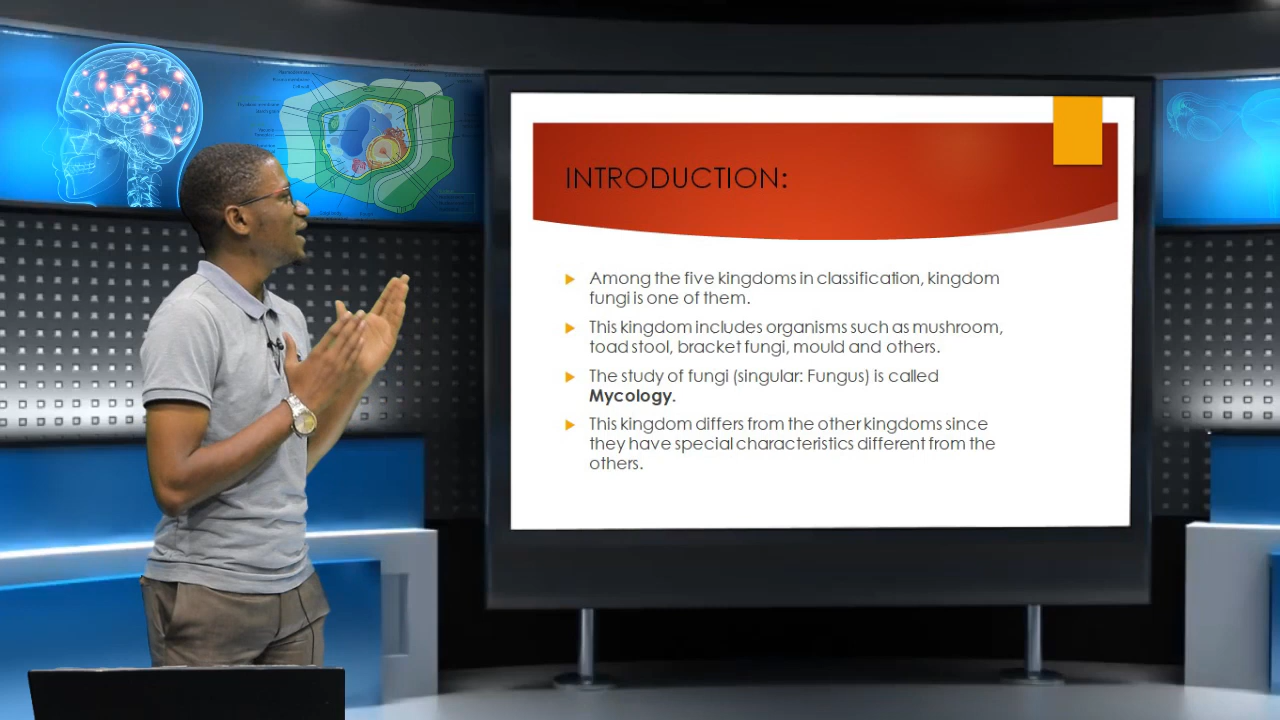 INTRODUCTION:
Among the five kingdoms in classification, kingdom
fungi is one of them.
This kingdom includes organisms such as mushroom,
toad stool, bracket fungi, mould and others.
The study of fungi (singular: Fungus) is called
Mycology.
This kingdom differs from the other kingdoms since
they have special characteristics different from the
others.